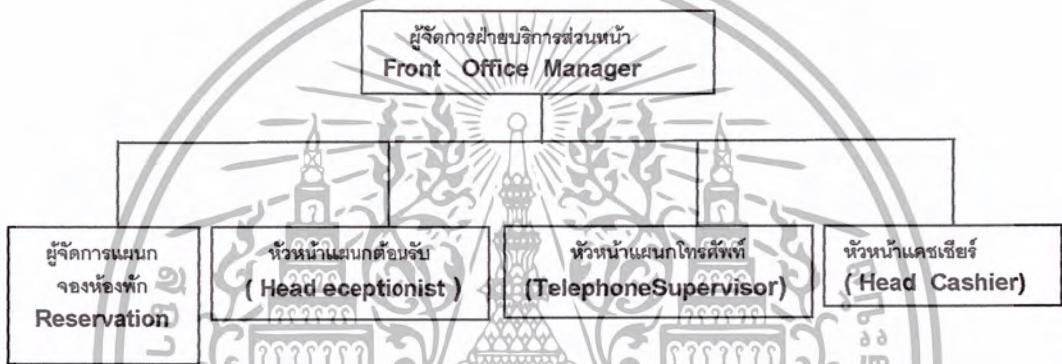 ผู้จัดการฝ่ายบริการส่วนหน้า
Front Office Manager
ผู้จัดการแผนก
จองห้องพัก
Reservation
หัวหน้าแผนกต้อนรับ
( Head eceptionist )
หัวหน้าแผนกโทรศัพท์
(TelephoneSupervisor)
หัวหน้าแคชเชียร์
( Head Cashier)